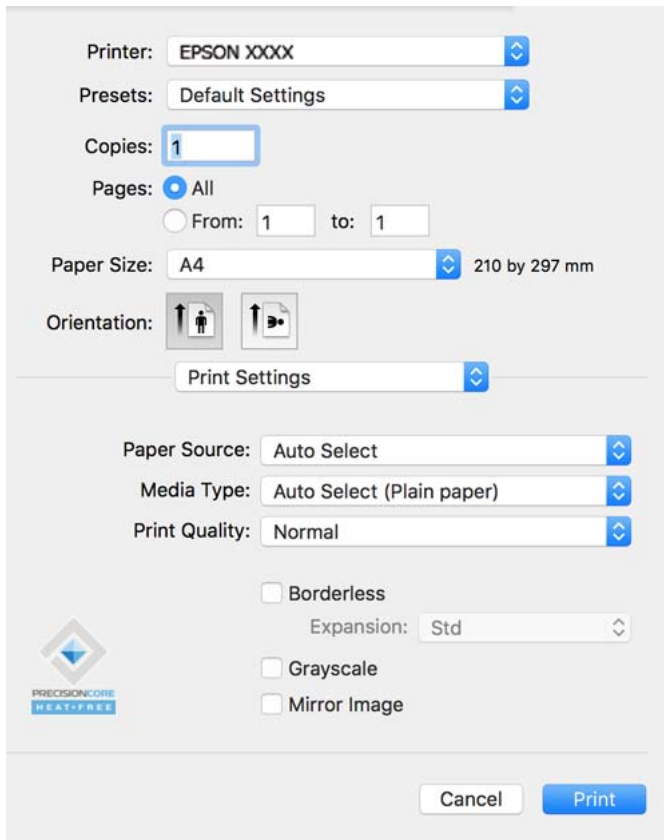 Printer: EPSON XXXX
Presets: Default Settings
Copies: 1
Pages: All
From: 1 to: 1
Paper Size: A4 210 by 297 mm
Orientation:
Print Settings
Paper Source: Auto Select
Media Type: Auto Select (Plain paper)
Print Quality: Normal
Borderless
Expansion: Std
Grayscale
Mirror Image
PRECISIONCORE
HEAT•FREE
Cancel Print